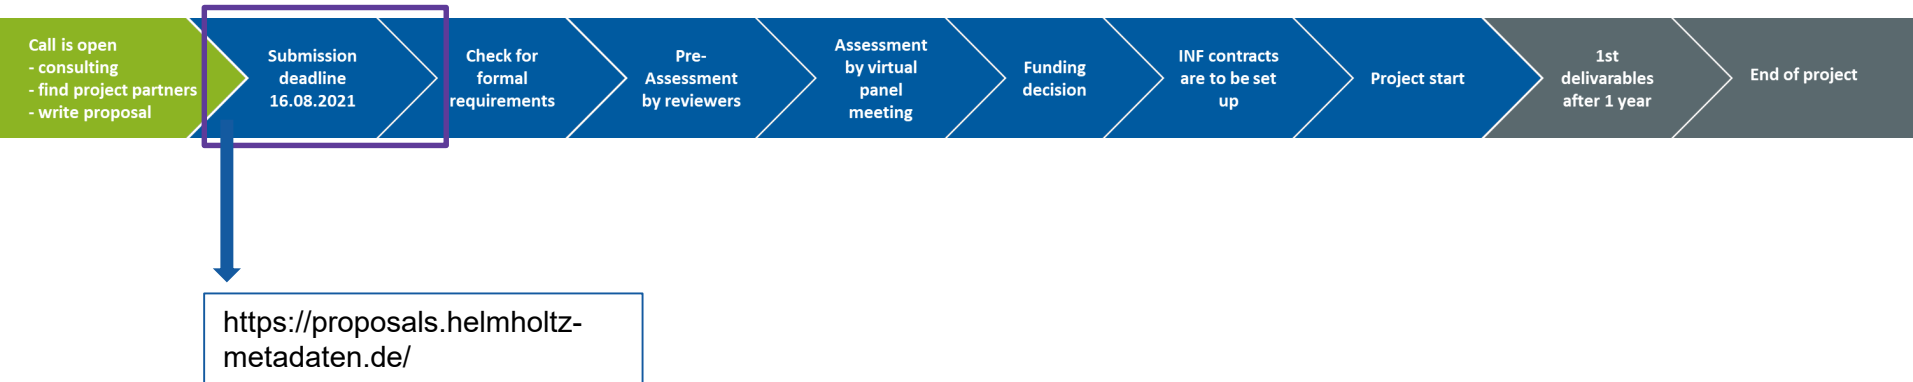 Call is open
- consulting
- find project partners
- write proposal
Submission
deadline
16.08.2021
Check for
formal
requirements
Pre-
Assessment
by reviewers
Assessment
by virtual
panel
meeting
Funding
decision
INF contracts
are to be set
up
Project start
1st
delivarables
after 1 year
End of project
https://proposals.helmholtz-
metadaten.de/